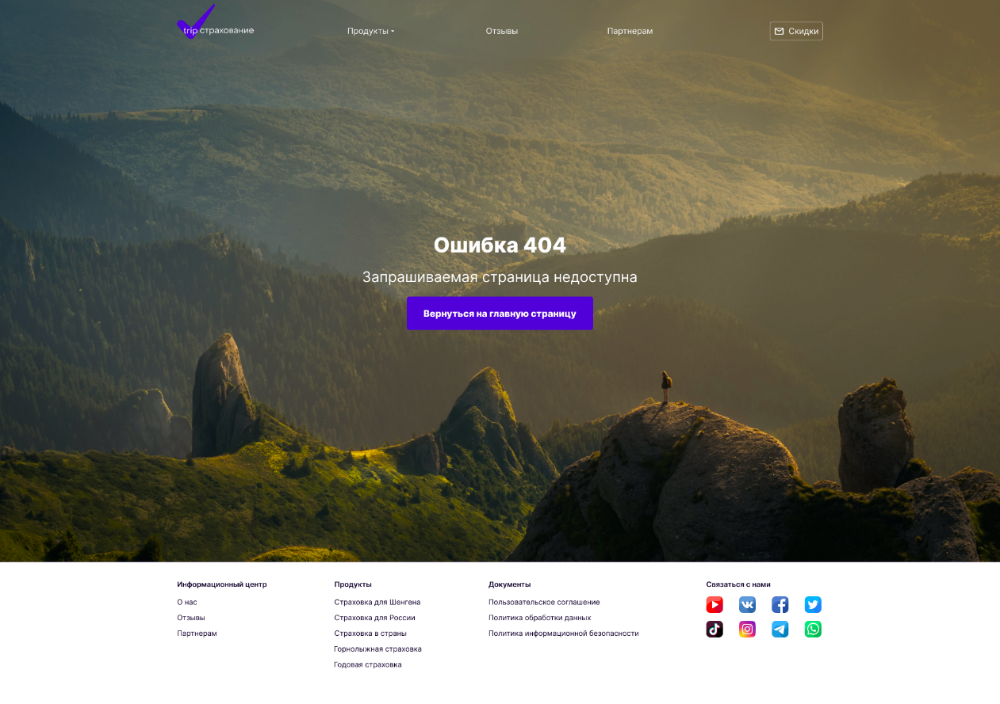 trip страхование
Продукты
Отзывы
Партнерам
Скидки
Ошибка 404
Запрашиваемая страница недоступна
Вернуться на главную страницу
Информационный центр
О нас
Отзывы
Партнерам
Продукты
Страховка для Шенгена
Страховка для России
Страховка в страны
Горнолыжная страховка
Годовая страховка
Документы
Пользовательское соглашение
Политика обработки данных
Политика информационной безопасности
Связаться с нами